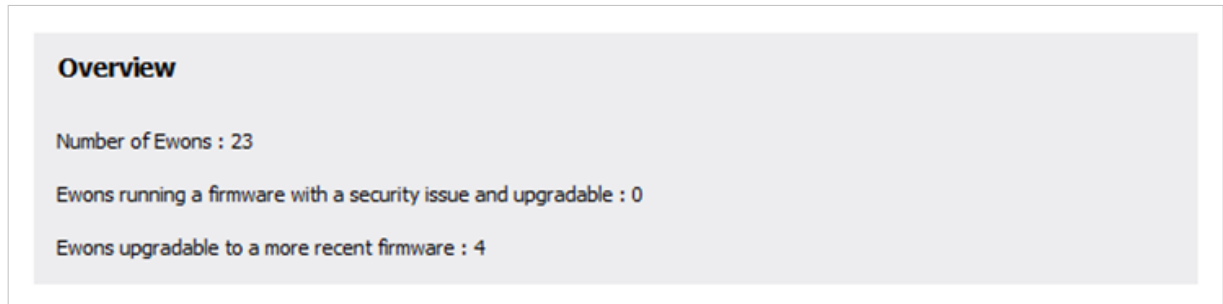 Overview
Number of Ewons : 23
Ewons running a firmware with a security issue and upgradable : 0
Ewons upgradable to a more recent firmware : 4